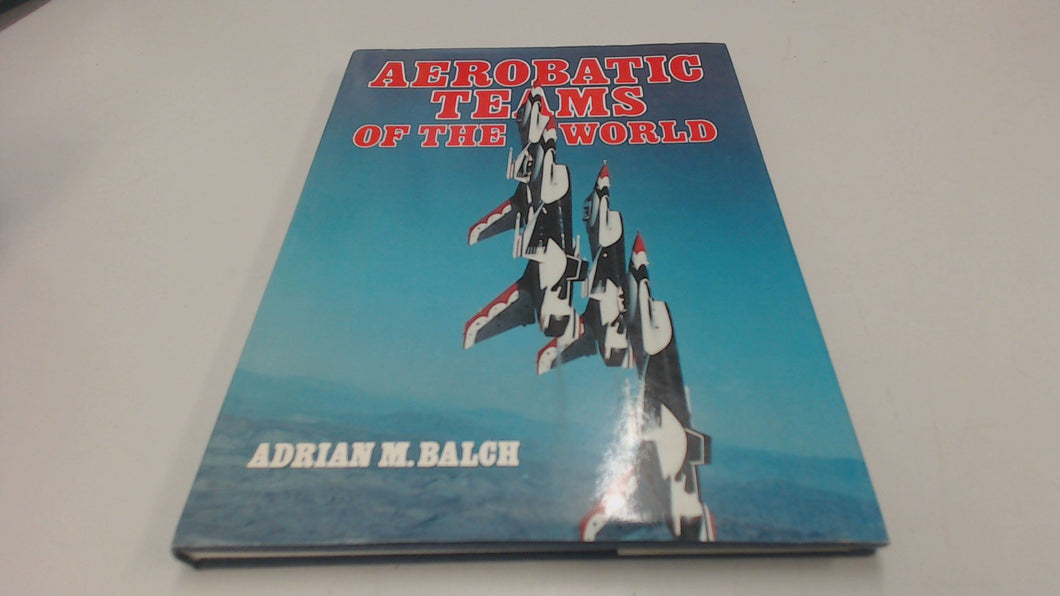 AEROBATIC
TEAMS
OF THE WORLD
ADRIAN M. BALCH